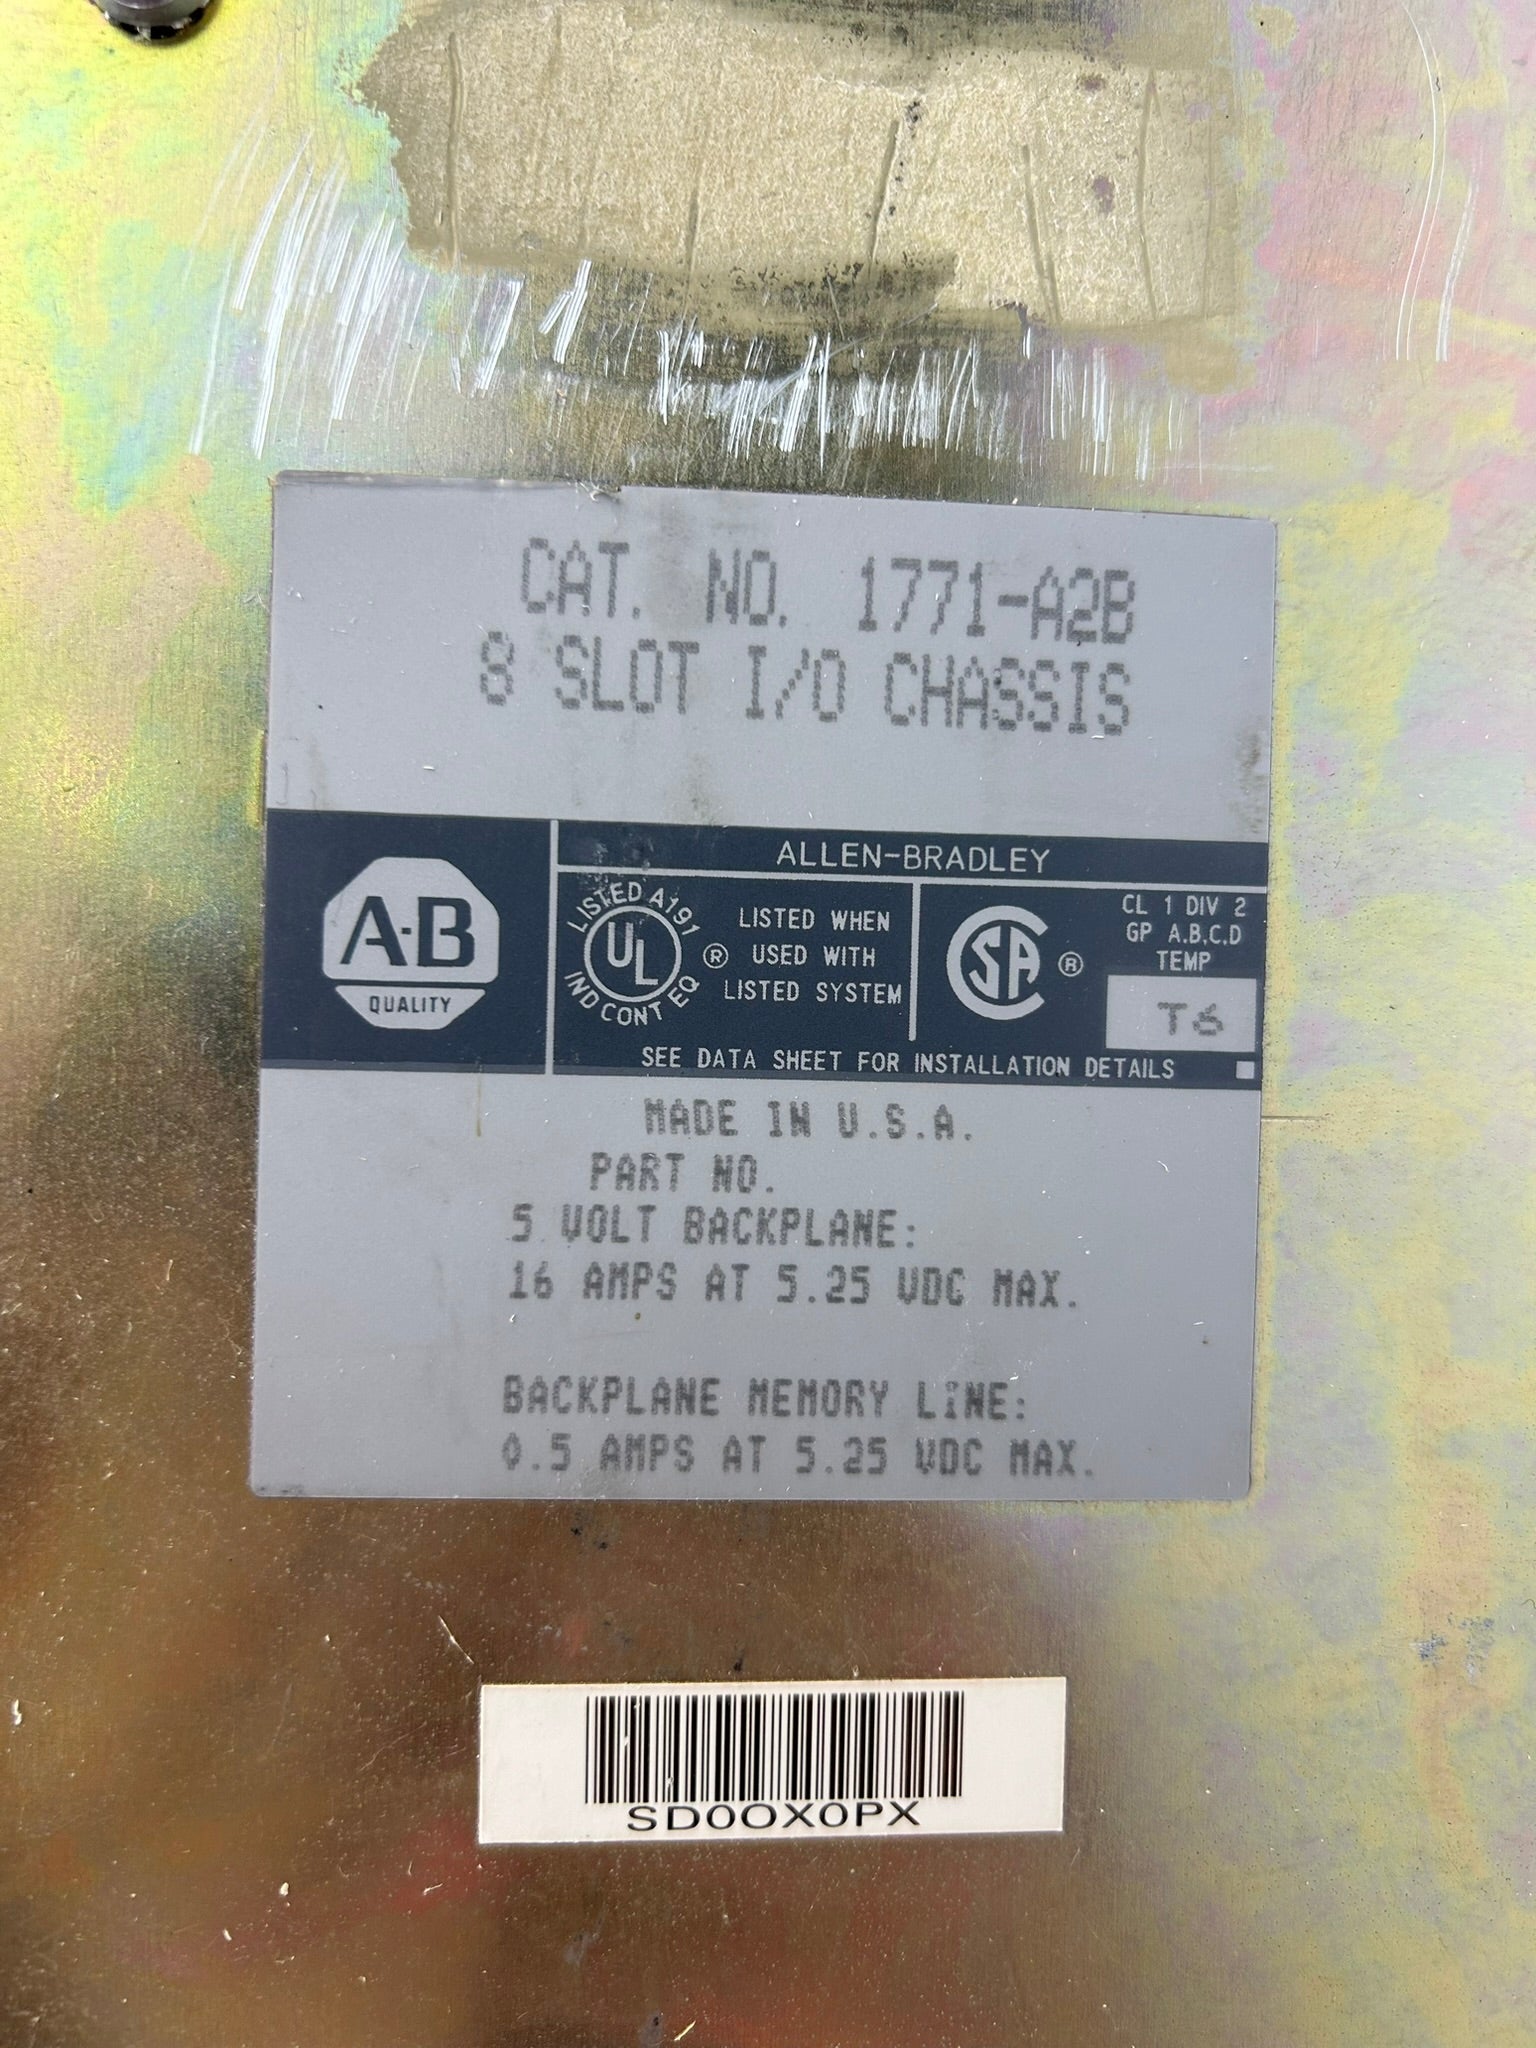 CAT. NO. 1771-A2B
8 SLOT I/O CHASSIS
ALLEN-BRADLEY
A-B
QUALITY
LISTED A191
UL
IND CONT EQ
®
LISTED WHEN
USED WITH
LISTED SYSTEM
CSA
®
CL 1 DIV 2
GP A,B,C,D
TEMP
T6
SEE DATA SHEET FOR INSTALLATION DETAILS
MADE IN U.S.A.
PART NO.
5 VOLT BACKPLANE:
16 AMPS AT 5.25 VDC MAX.
BACKPLANE MEMORY LINE:
0.5 AMPS AT 5.25 VDC MAX.
SD0OX0PX